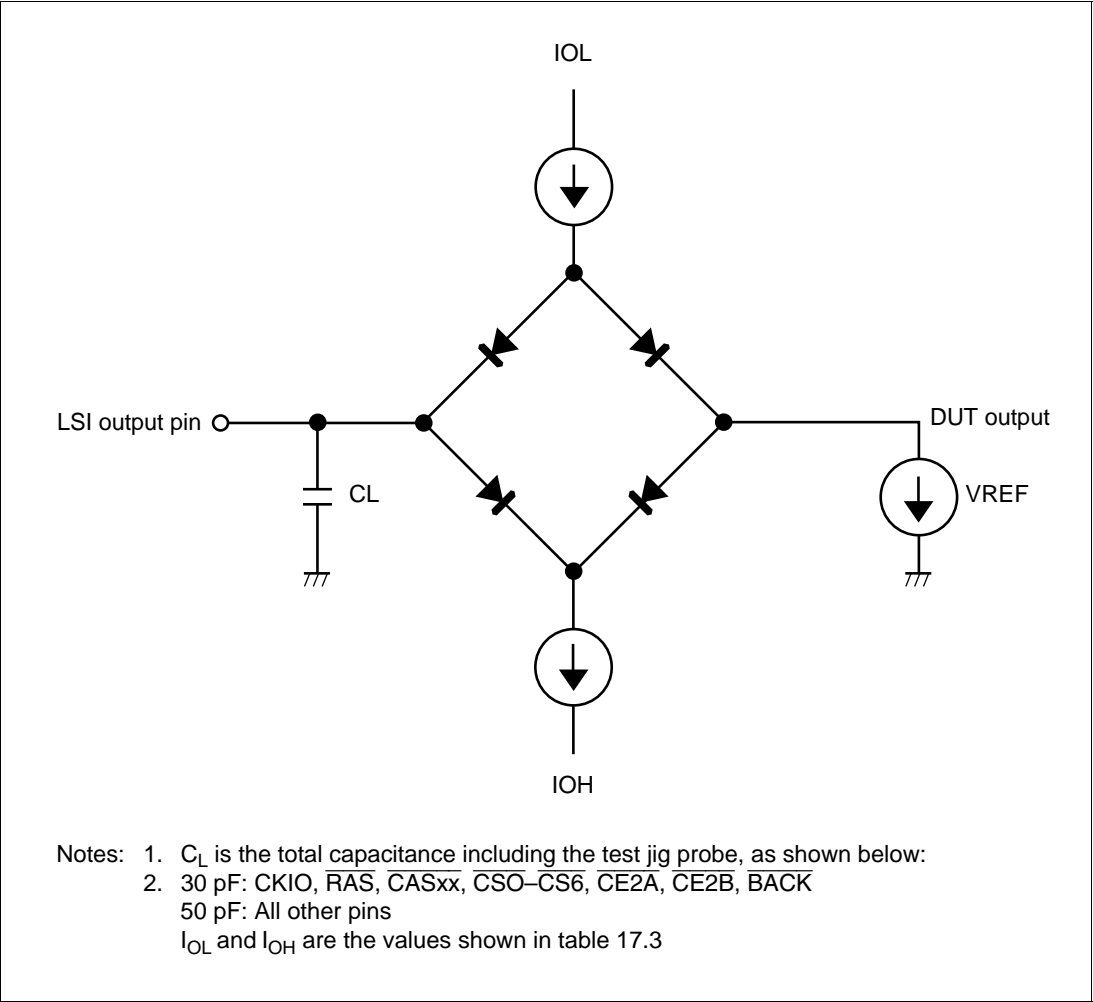 IOL
LSI output pin
DUT output
CL
VREF
IOH
Notes: 1. CL is the total capacitance including the test jig probe, as shown below:
2. 30 pF: CKIO, RAS, CASxx, CSO–CS6, CE2A, CE2B, BACK
50 pF: All other pins
IOL and IOH are the values shown in table 17.3